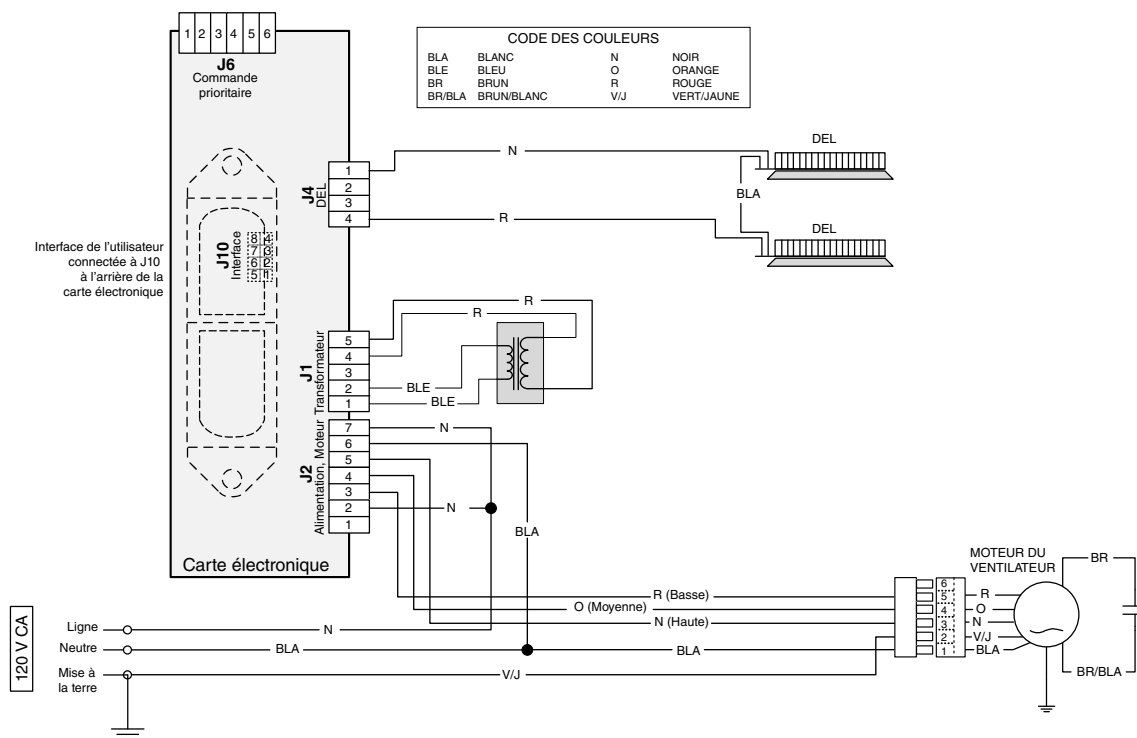 1 2 3 4 5 6
J6
Commande
prioritaire
CODE DES COULEURS
BLA BLANC N NOIR
BLE BLEU O ORANGE
BR BRUN R ROUGE
BR/BLA BRUN/BLANC V/J VERT/JAUNE
DEL
N
BLA
DEL
R
1
2
3
4
J4
DEL
Interface de l'utilisateur
connectée à J10
à l'arrière de la
carte électronique
J10
Interface
8 4
7 3
6 2
5 1
R
R
BLE
BLE
5
4
3
2
1
J1
Transformateur
7
6
5
4
3
2
1
J2
Alimentation, Moteur
N
N
BLA
Carte électronique
MOTEUR DU
VENTILATEUR
BR
R (Basse)
O (Moyenne)
N (Haute)
BLA
6
5
4
3
2
1
R
O
N
V/J
BLA
BR/BLA
120 V CA
Ligne
N
Neutre
BLA
Mise à
la terre
V/J